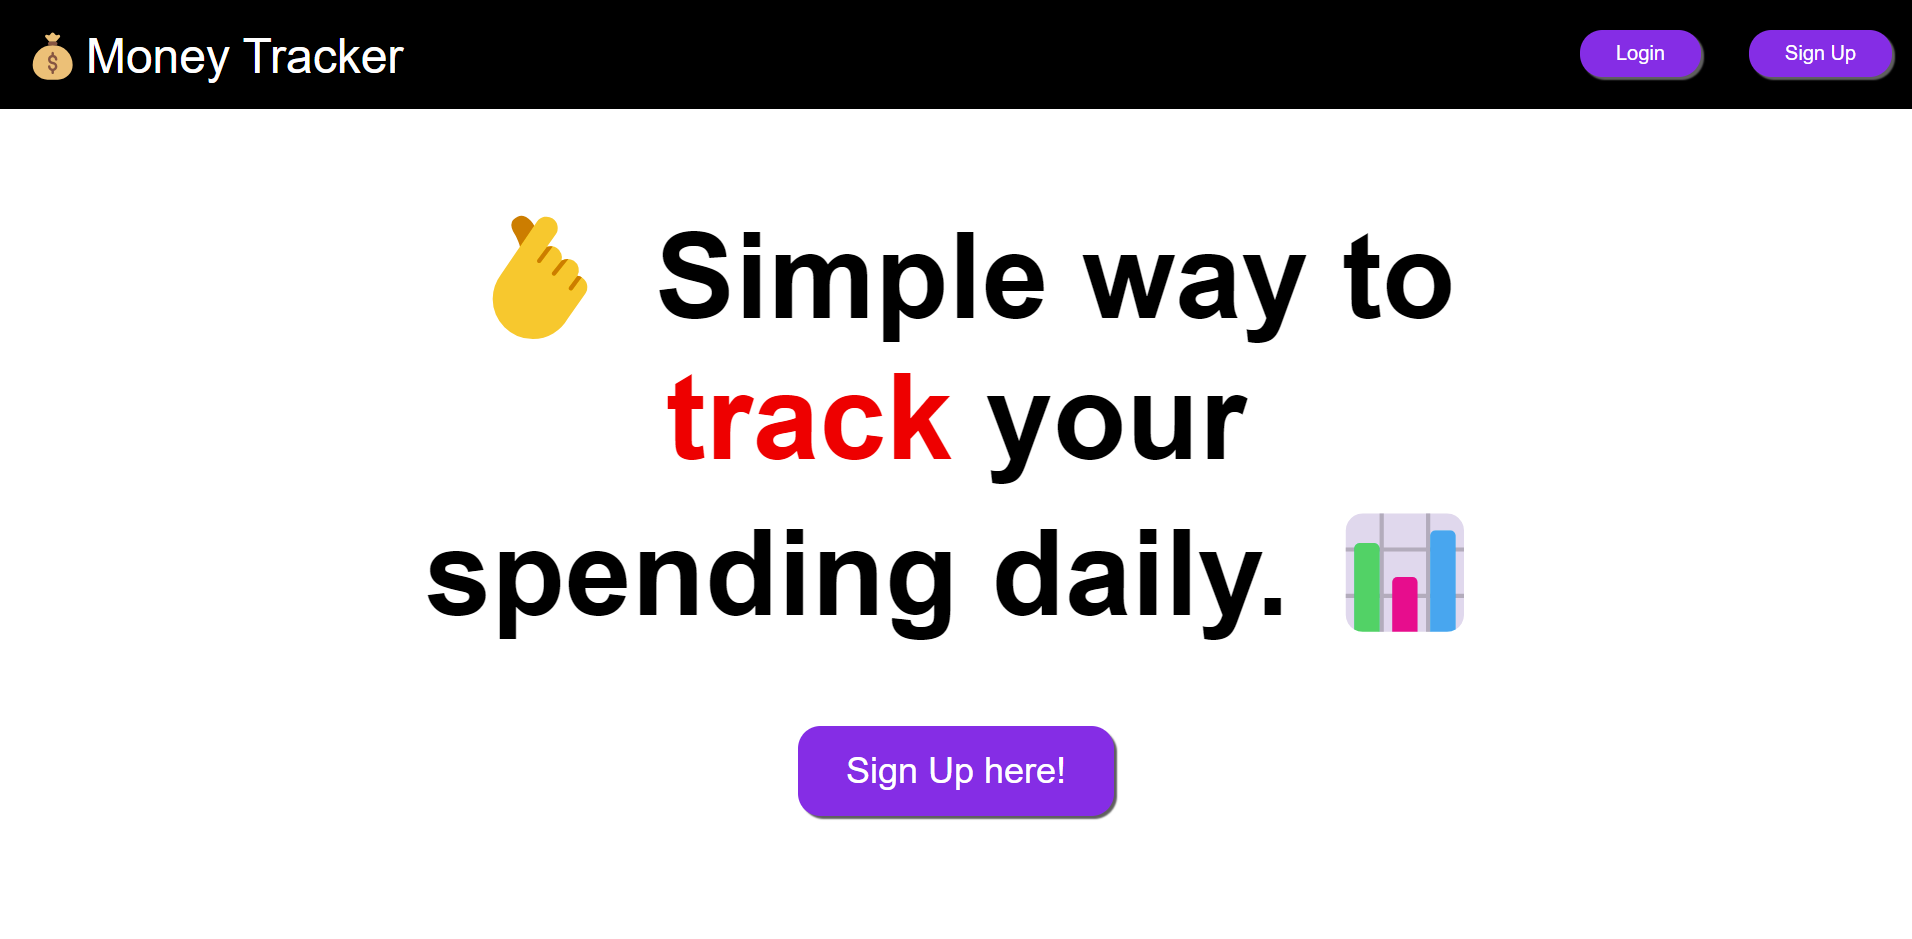 Money Tracker
Login
Sign Up
Simple way to
track your
spending daily.
Sign Up here!